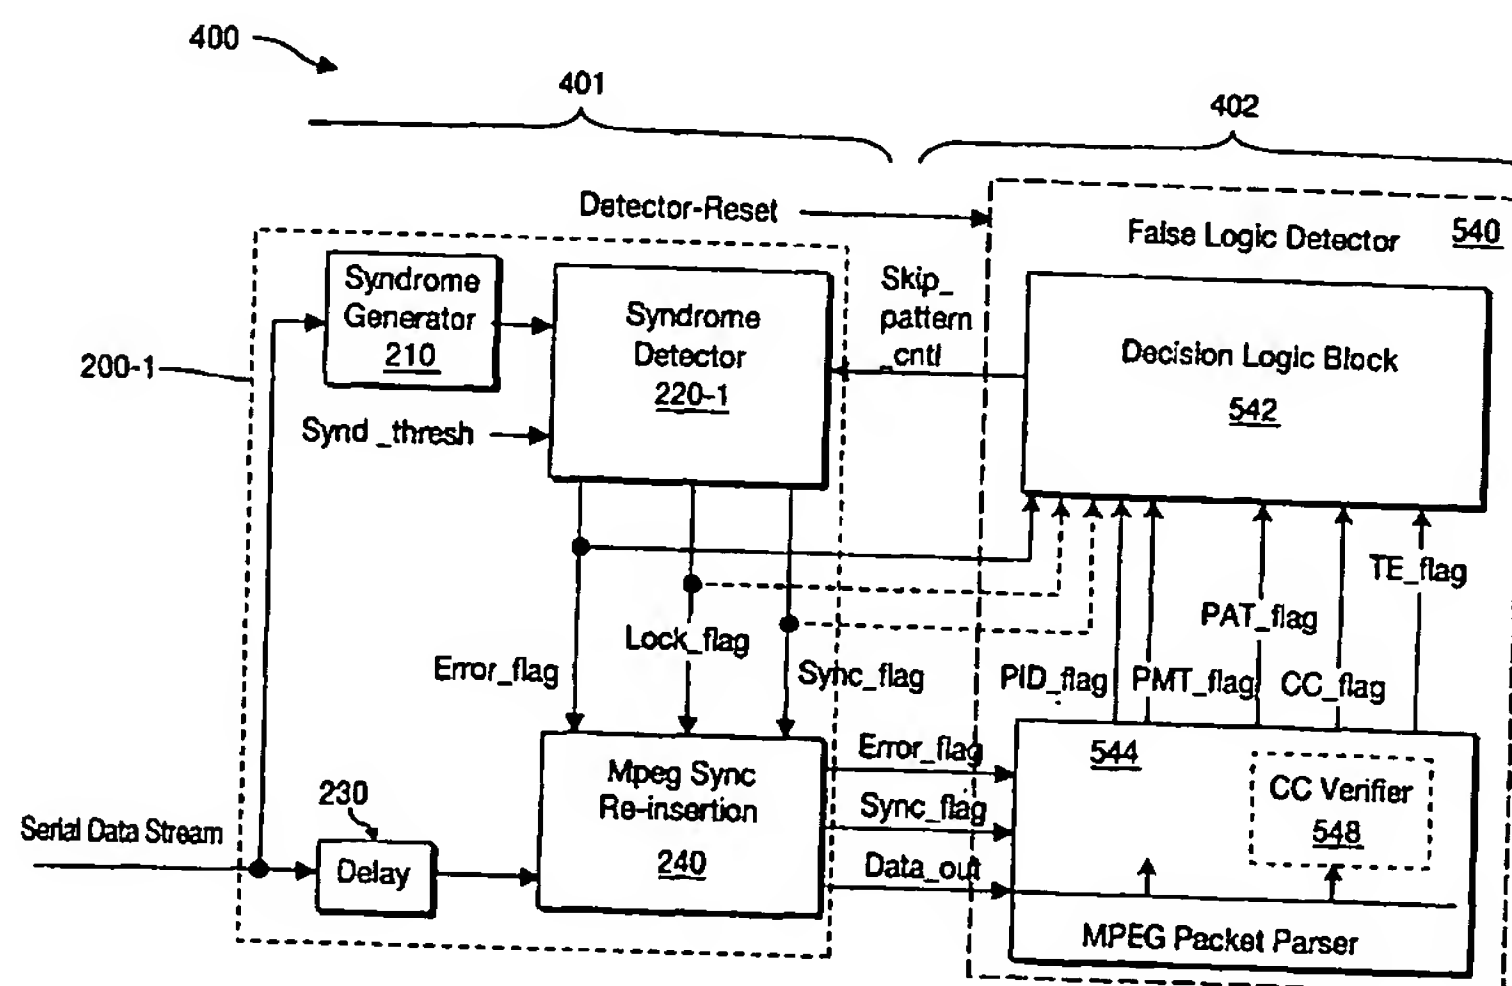 400
401
402
Detector-Reset
False Logic Detector 540
Syndrome
Generator
210
Syndrome
Detector
220-1
Skip_
pattern
_cntl
Decision Logic Block
542
200-1
Synd_thresh
TE_flag
PAT_flag
Lock_flag
Error_flag
Sync_flag
PID_flag
PMT_flag
CC_flag
Mpeg Sync
Re-insertion
240
Error_flag
Sync_flag
Data_out
544
CC Verifier
548
MPEG Packet Parser
230
Serial Data Stream
Delay